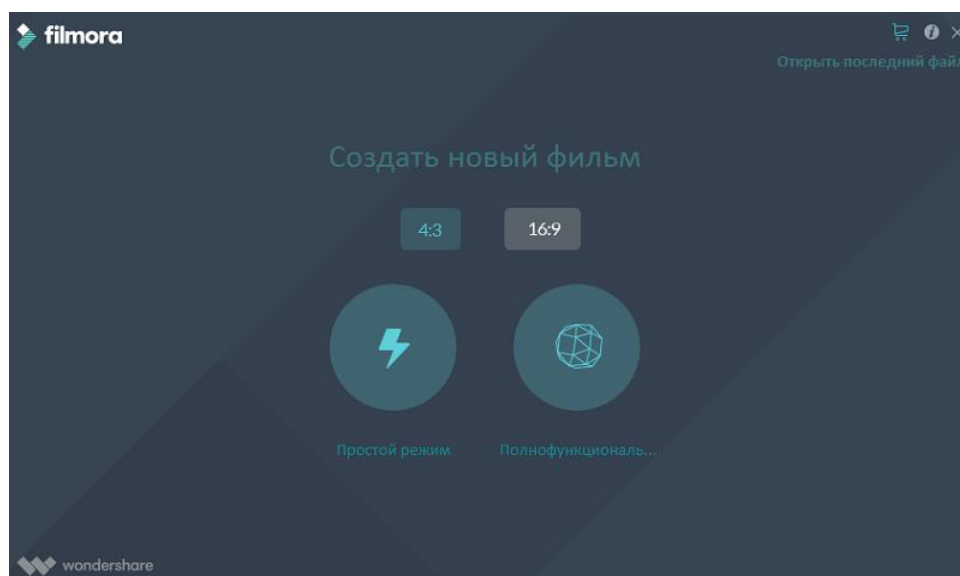 filmora
Открыть последний файл
Создать новый фильм
4:3
16:9
Простой режим
Полнофункциональ...
wondershare